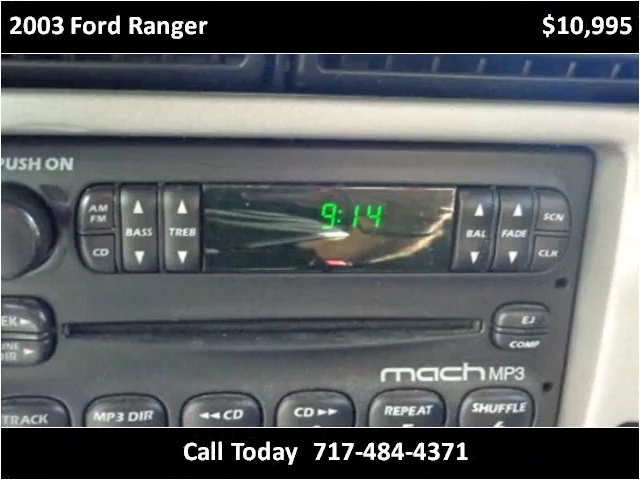 2003 Ford Ranger $10,995
PUSH ON
AM
FM
BASS
TREB
9:14
BAL
FADE
SCN
CD
CLK
EJ
COMP
mach MP3
TRACK
MP3 DIR
◄◄ CD
CD ►►
REPEAT
SHUFFLE
Call Today 717-484-4371